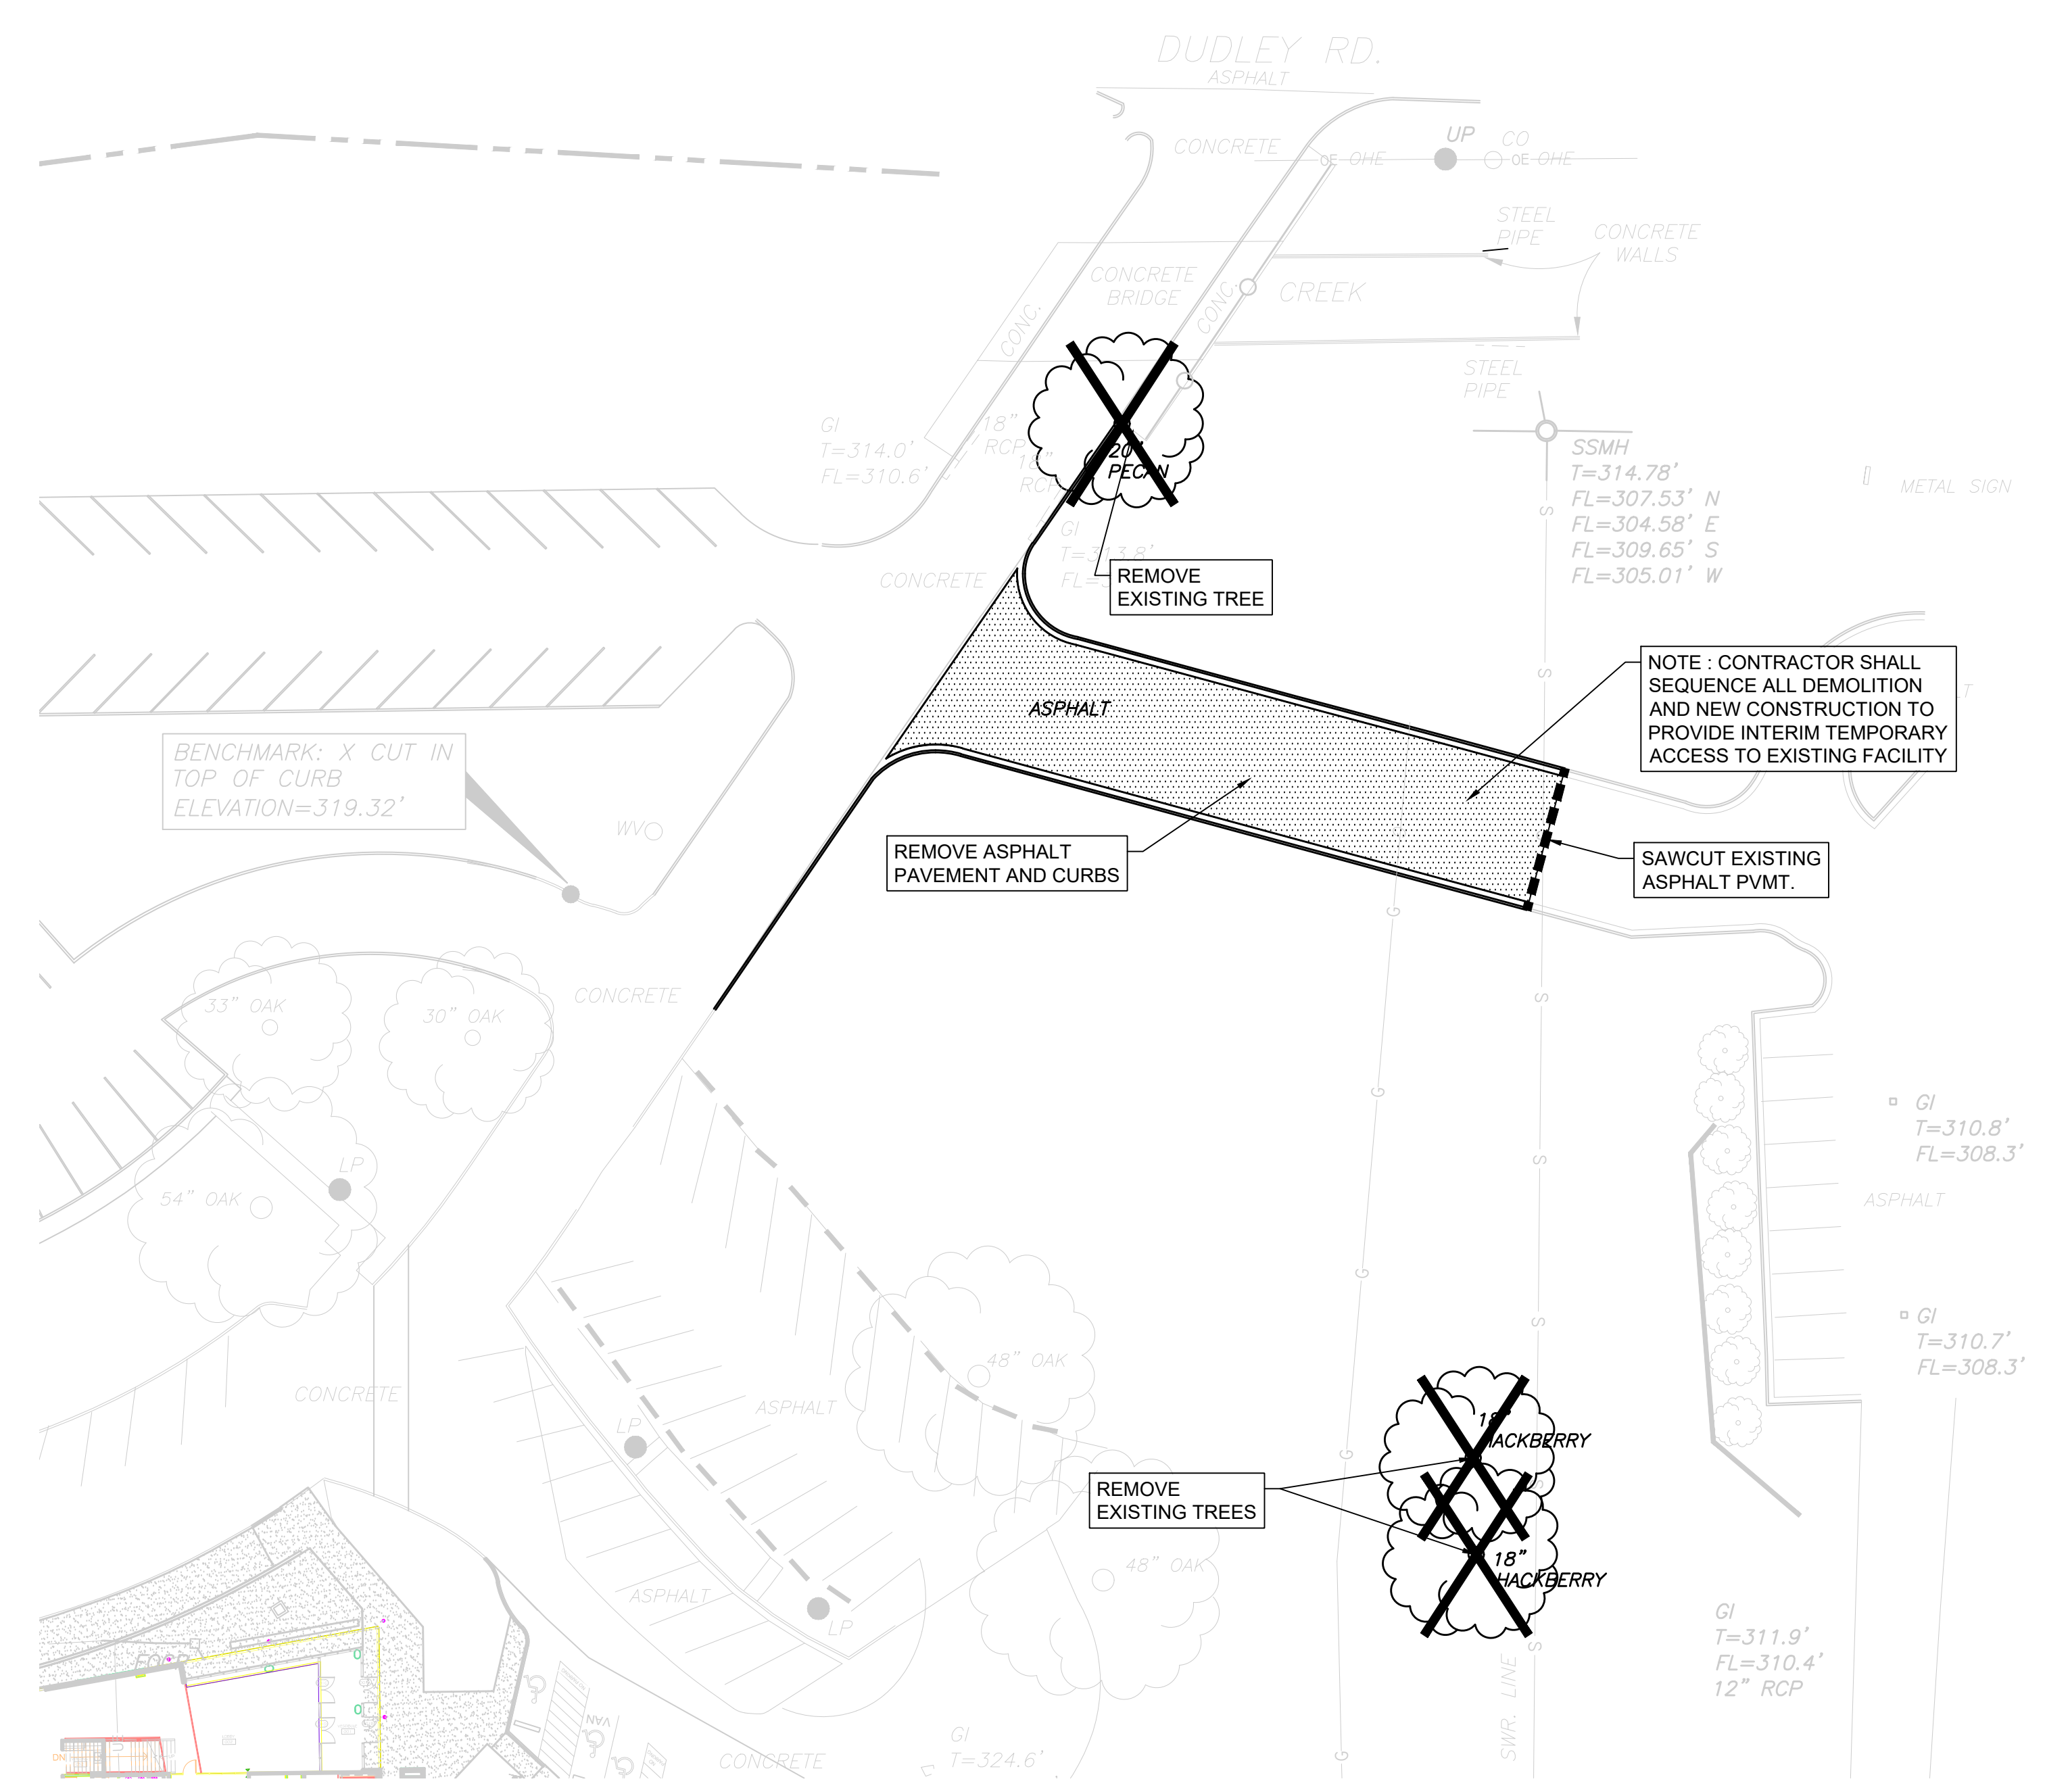 DUDLEY RD.
ASPHALT
CONCRETE
UP
CO
OE
OHE
OE
OHE
STEEL
PIPE
CONCRETE
WALLS
CONCRETE
BRIDGE
CREEK
CONC.
CONC.
STEEL
PIPE
GI
T=314.0'
FL=310.6'
18"
RCP
18"
RCP
20"
PECAN
SSMH
T=314.78'
FL=307.53' N
FL=304.58' E
FL=309.65' S
FL=305.01' W
METAL SIGN
S
GI
T=313.8'
CONCRETE
REMOVE
EXISTING TREE
NOTE : CONTRACTOR SHALL
SEQUENCE ALL DEMOLITION
AND NEW CONSTRUCTION TO
PROVIDE INTERIM TEMPORARY
ACCESS TO EXISTING FACILITY
S
ASPHALT
BENCHMARK: X CUT IN
TOP OF CURB
ELEVATION=319.32'
WV
REMOVE ASPHALT
PAVEMENT AND CURBS
SAWCUT EXISTING
ASPHALT PVMT.
G
G
S
33" OAK
30" OAK
CONCRETE
G
S
GI
T=310.8'
FL=308.3'
54" OAK
LP
ASPHALT
G
S
GI
T=310.7'
FL=308.3'
48" OAK
CONCRETE
ASPHALT
LP
G
18"
HACKBERRY
S
REMOVE
EXISTING TREES
18"
HACKBERRY
48" OAK
ASPHALT
LP
GI
T=311.9'
FL=310.4'
12" RCP
S
SWR. LINE
G
VAN
DN
CONCRETE
GI
T=324.6'